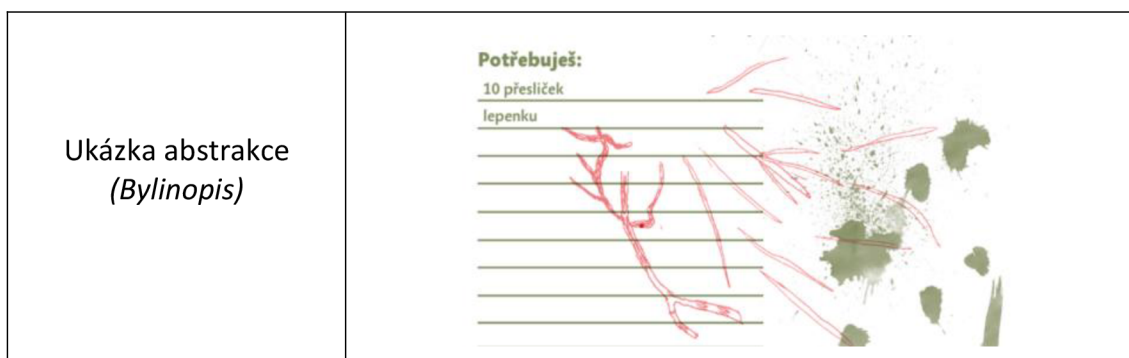 Ukázka abstrakce
(Bylinopis)
Potřebuješ:
10 přesliček
lepenku